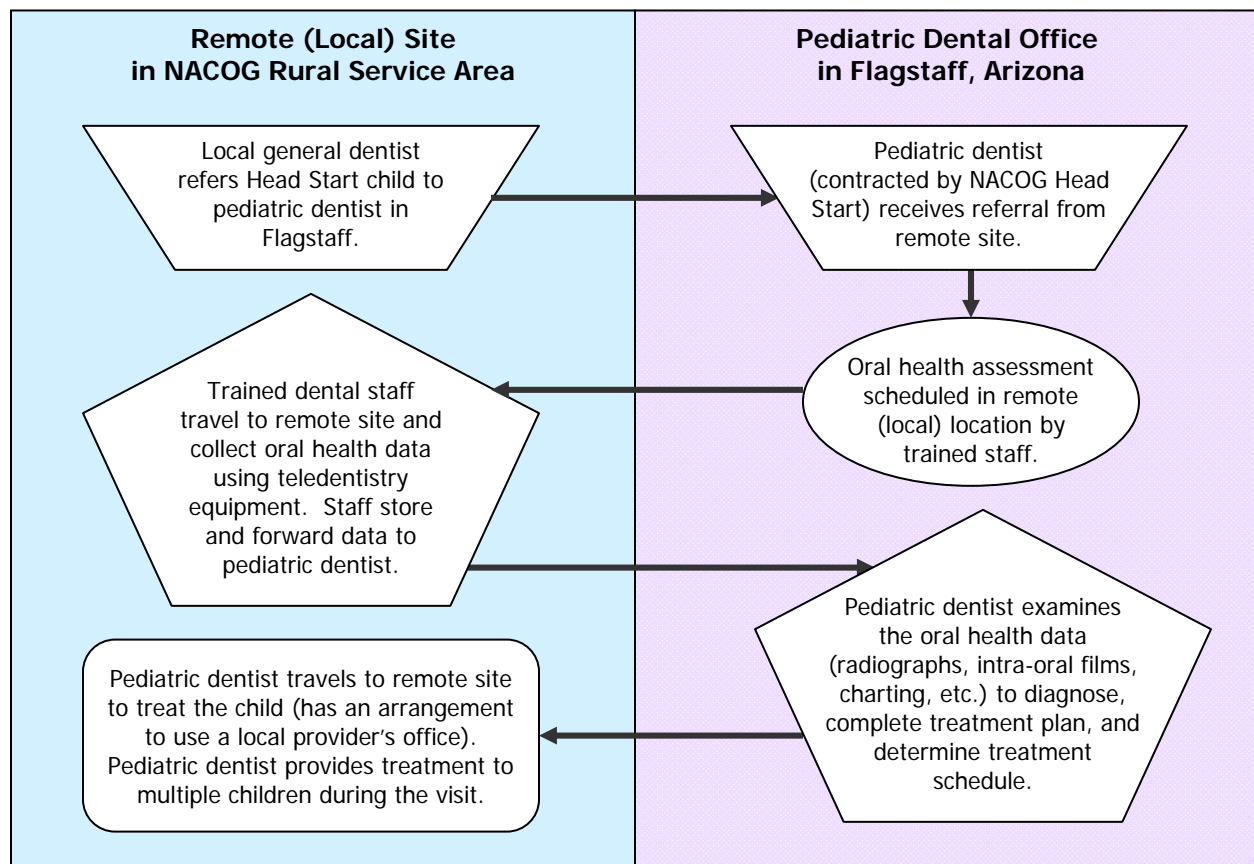 Remote (Local) Site
in NACOG Rural Service Area
Pediatric Dental Office
in Flagstaff, Arizona
Local general dentist
refers Head Start child to
pediatric dentist in
Flagstaff.
Pediatric dentist
(contracted by NACOG Head
Start) receives referral from
remote site.
Oral health assessment
scheduled in remote
(local) location by
trained staff.
Trained dental staff
travel to remote site and
collect oral health data
using teledentistry
equipment.  Staff store
and forward data to
pediatric dentist.
Pediatric dentist examines
the oral health data
(radiographs, intra-oral films,
charting, etc.) to diagnose,
complete treatment plan, and
determine treatment
schedule.
Pediatric dentist travels to remote site
to treat the child (has an arrangement
to use a local provider’s office).
Pediatric dentist provides treatment to
multiple children during the visit.